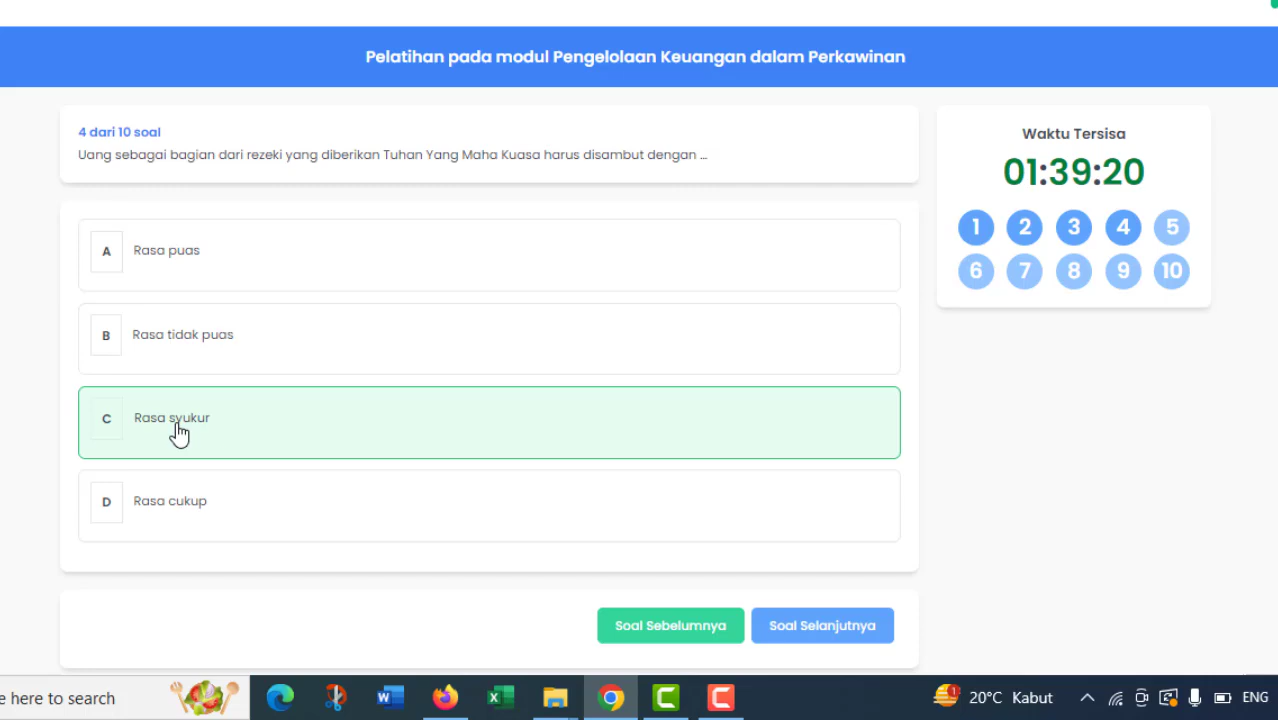 Pelatihan pada modul Pengelolaan Keuangan dalam Perkawinan
4 dari 10 soal
Uang sebagai bagian dari rezeki yang diberikan Tuhan Yang Maha Kuasa harus disambut dengan ...
A Rasa puas
B Rasa tidak puas
C Rasa syukur
D Rasa cukup
Soal Sebelumnya Soal Selanjutnya
Waktu Tersisa
01:39:20
1 2 3 4 5
6 7 8 9 10
e here to search
1
20°C Kabut
ENG